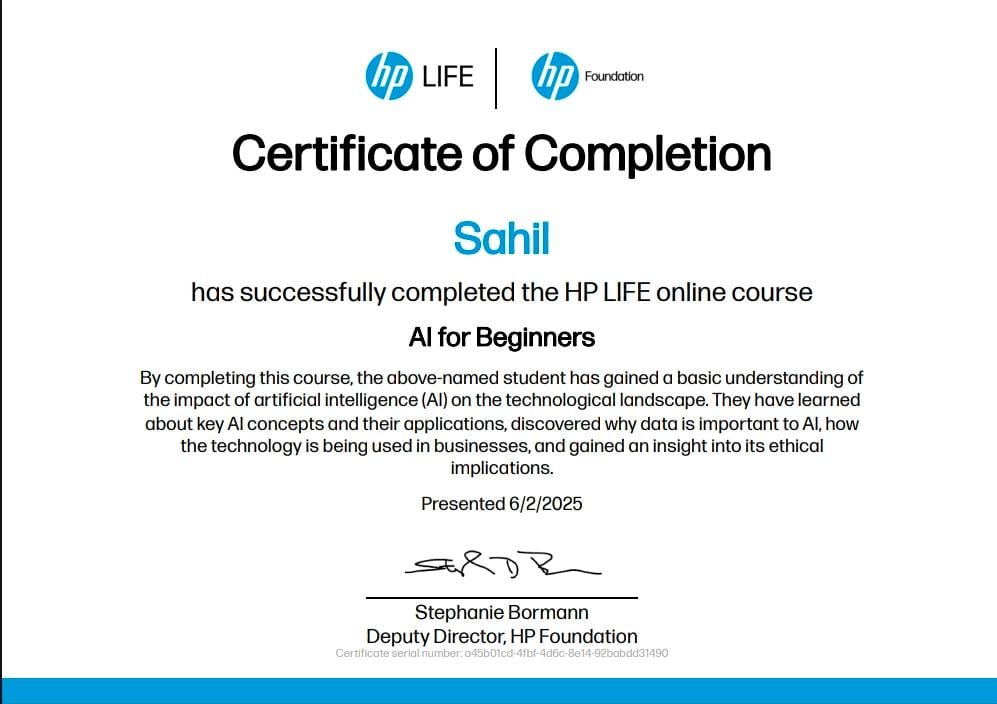 hp LIFE | hp Foundation
Certificate of Completion
Sahil
has successfully completed the HP LIFE online course
AI for Beginners
By completing this course, the above-named student has gained a basic understanding of
the impact of artificial intelligence (AI) on the technological landscape. They have learned
about key AI concepts and their applications, discovered why data is important to AI, how
the technology is being used in businesses, and gained an insight into its ethical
implications.
Presented 6/2/2025
Stephanie Bormann
Deputy Director, HP Foundation
Certificate serial number: a45b01cd-4fbf-4d6c-8e14-92babdd31490